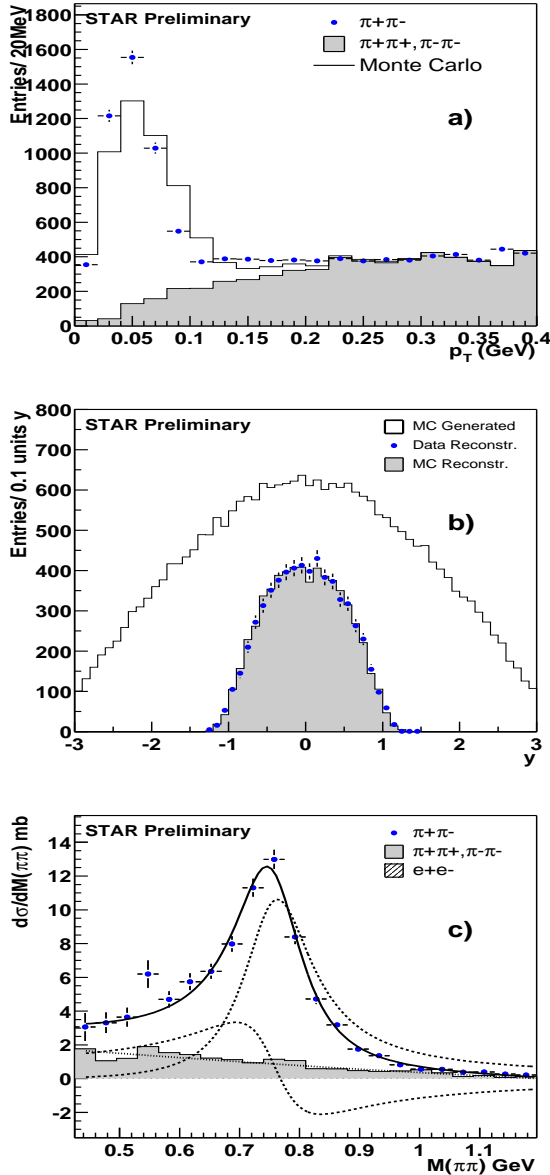 STAR Preliminary
π+π-
π+π+,π-π-
Monte Carlo
a)
Entries/ 20MeV
1800
1600
1400
1200
1000
800
600
400
200
0
0 0.05 0.1 0.15 0.2 0.25 0.3 0.35 0.4
pT (GeV)
STAR Preliminary
MC Generated
Data Reconstr.
MC Reconstr.
b)
Entries/ 0.1 units y
800
700
600
500
400
300
200
100
0
-3 -2 -1 0 1 2 3
y
STAR Preliminary
π+π-
π+π+,π-π-
e+e-
c)
dσ/dM(ππ) mb
14
12
10
8
6
4
2
0
-2
0.5 0.6 0.7 0.8 0.9 1 1.1
M(ππ) GeV